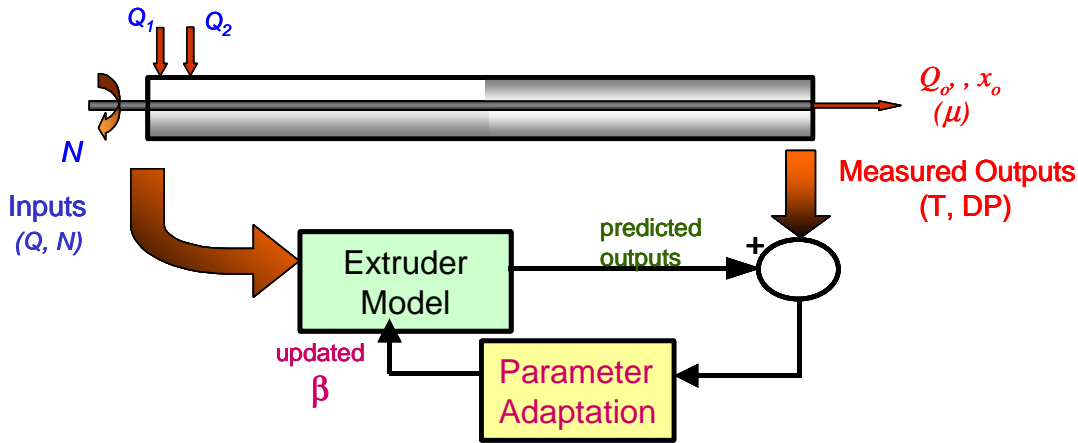 Q1 Q2
N
Qo, , xo
(μ)
Measured Outputs
(T, DP)
Inputs
(Q, N)
predicted
outputs
+
Extruder
Model
updated
β
Parameter
Adaptation